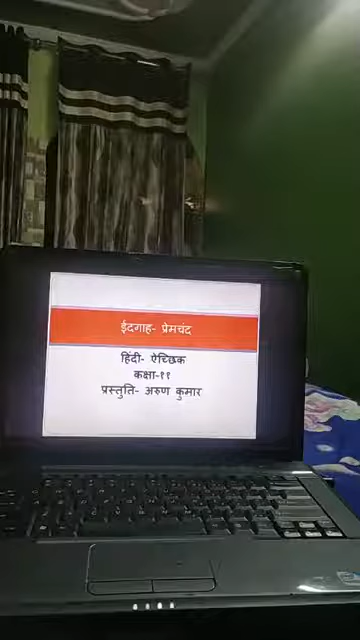 ईदगाह- प्रेमचंद
हिंदी- ऐच्छिक
कक्षा-११
प्रस्तुति- अरुण कुमार